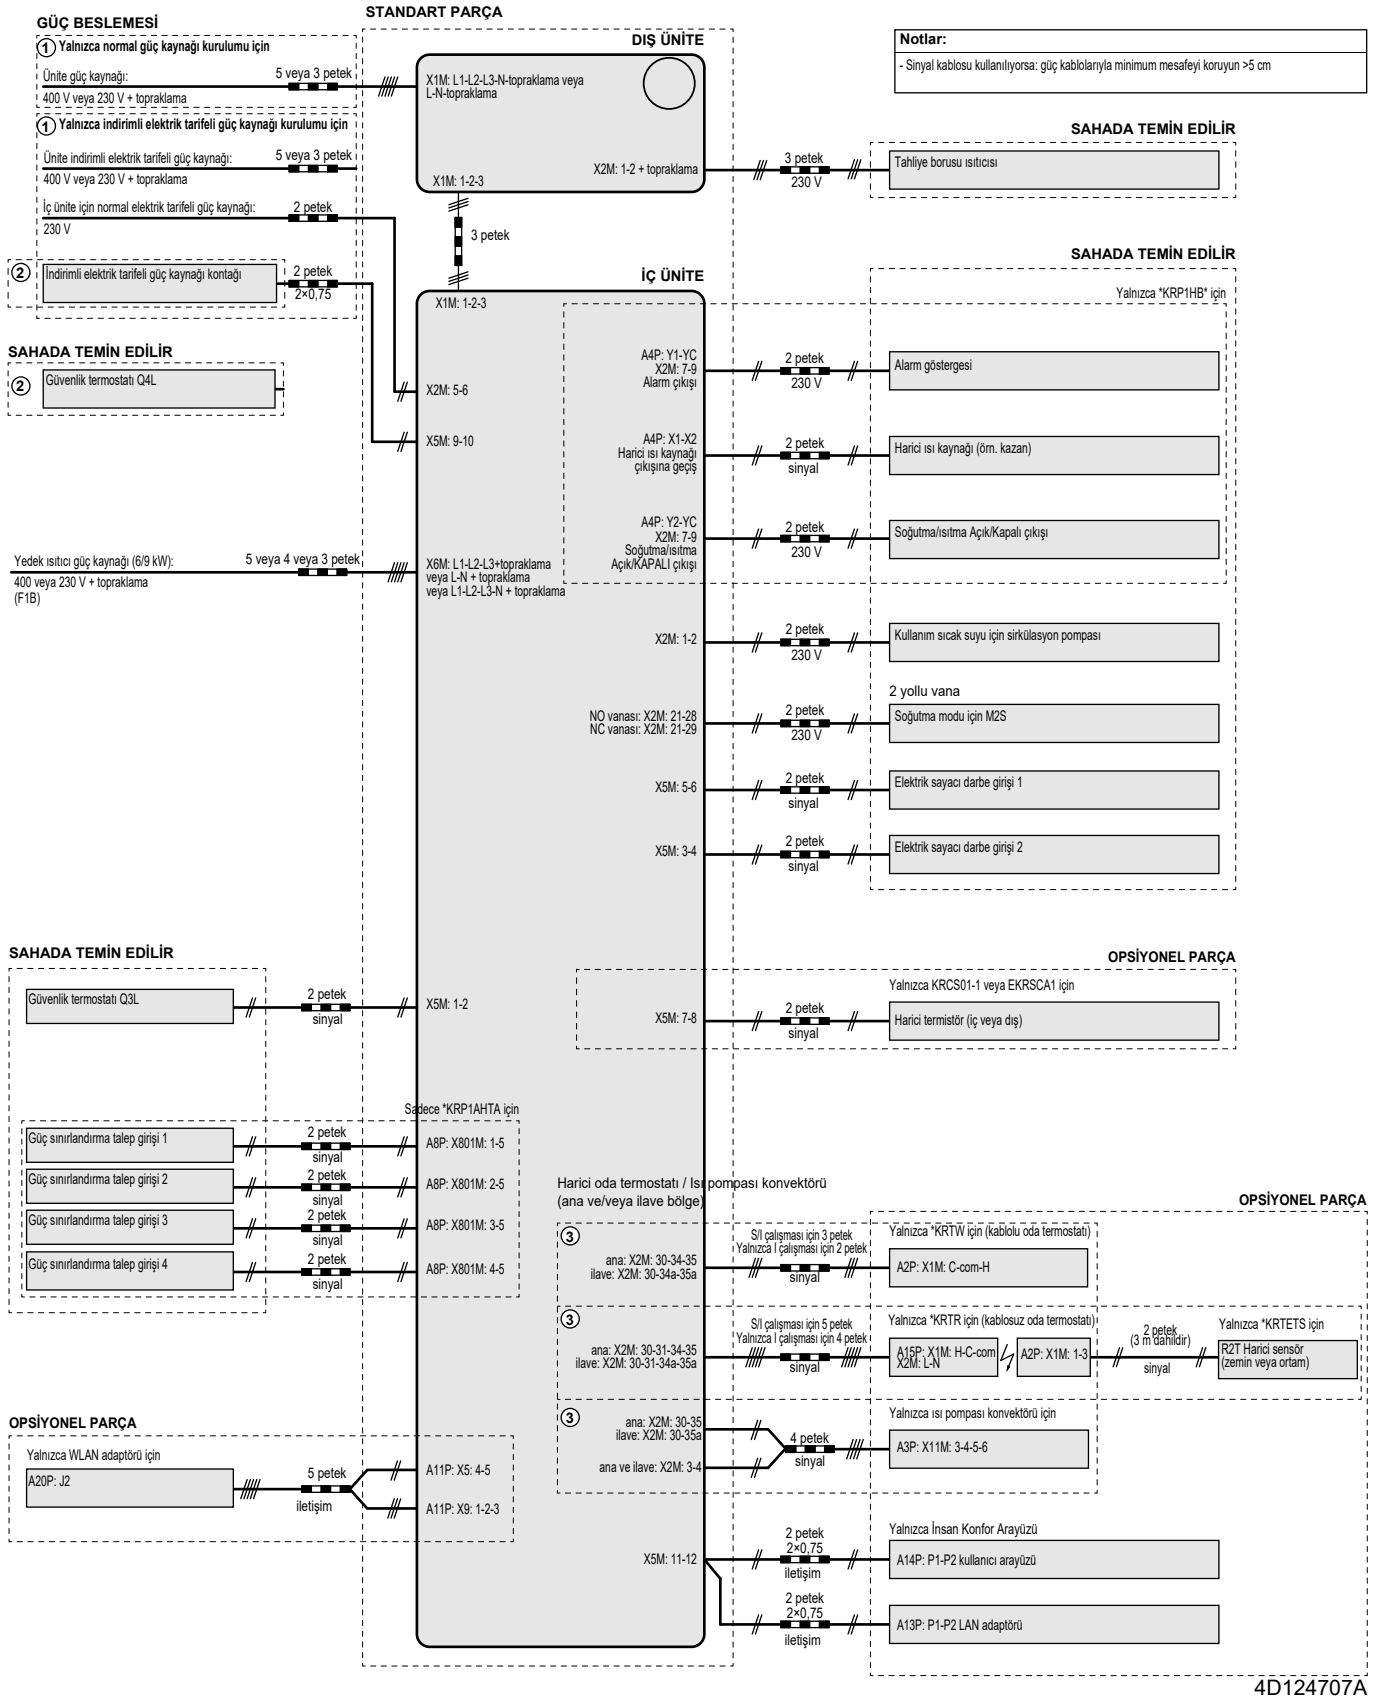 GÜÇ BESLEMESİ
① Yalnızca normal güç kaynağı kurulumu için
Ünite güç kaynağı:
5 veya 3 petek
400 V veya 230 V + topraklama
① Yalnızca indirimli elektrik tarifeli güç kaynağı kurulumu için
Ünite indirimli elektrik tarifeli güç kaynağı:
5 veya 3 petek
400 V veya 230 V + topraklama
İç ünite için normal elektrik tarifeli güç kaynağı:
2 petek
230 V
②
İndirimli elektrik tarifeli güç kaynağı kontağı
2 petek
2×0,75
SAHADA TEMİN EDİLİR
②
Güvenlik termostatı Q4L
Yedek ısıtıcı güç kaynağı (6/9 kW):
5 veya 4 veya 3 petek
400 veya 230 V + topraklama
(F1B)
SAHADA TEMİN EDİLİR
Güvenlik termostatı Q3L
2 petek
sinyal
Sadece *KRP1AHTA için
Güç sınırlandırma talep girişi 1
2 petek
sinyal
Güç sınırlandırma talep girişi 2
2 petek
sinyal
Güç sınırlandırma talep girişi 3
2 petek
sinyal
Güç sınırlandırma talep girişi 4
2 petek
sinyal
OPSİYONEL PARÇA
Yalnızca WLAN adaptörü için
A20P: J2
5 petek
iletişim
STANDART PARÇA
DIŞ ÜNİTE
X1M: L1-L2-L3-N-topraklama veya
L-N-topraklama
X2M: 1-2 + topraklama
X1M: 1-2-3
3 petek
İÇ ÜNİTE
X1M: 1-2-3
X2M: 5-6
X5M: 9-10
X6M: L1-L2-L3+topraklama
veya L-N + topraklama
veya L1-L2-L3-N + topraklama
X5M: 1-2
A8P: X801M: 1-5
A8P: X801M: 2-5
A8P: X801M: 3-5
A8P: X801M: 4-5
A11P: X5: 4-5
A11P: X9: 1-2-3
Notlar:
- Sinyal kablosu kullanılıyorsa: güç kablolarıyla minimum mesafeyi koruyun >5 cm
SAHADA TEMİN EDİLİR
3 petek
230 V
Tahliye borusu ısıtıcısı
SAHADA TEMİN EDİLİR
Yalnızca *KRP1HB* için
A4P: Y1-YC
X2M: 7-9
Alarm çıkışı
2 petek
230 V
Alarm göstergesi
A4P: X1-X2
Harici ısı kaynağı
çıkışına geçiş
2 petek
sinyal
Harici ısı kaynağı (örn. kazan)
A4P: Y2-YC
X2M: 7-9
Soğutma/ısıtma
Açık/KAPALI çıkışı
2 petek
230 V
Soğutma/ısıtma Açık/Kapalı çıkışı
X2M: 1-2
2 petek
230 V
Kullanım sıcak suyu için sirkülasyon pompası
2 yollu vana
NO vanası: X2M: 21-28
NC vanası: X2M: 21-29
2 petek
230 V
Soğutma modu için M2S
X5M: 5-6
2 petek
sinyal
Elektrik sayacı darbe girişi 1
X5M: 3-4
2 petek
sinyal
Elektrik sayacı darbe girişi 2
OPSİYONEL PARÇA
Yalnızca KRCS01-1 veya EKRSCA1 için
X5M: 7-8
2 petek
sinyal
Harici termistör (iç veya dış)
Harici oda termostatı / Isı pompası konvektörü
(ana ve/veya ilave bölge)
OPSİYONEL PARÇA
③
ana: X2M: 30-34-35
ilave: X2M: 30-34a-35a
S/I çalışması için 3 petek
Yalnızca I çalışması için 2 petek
sinyal
Yalnızca *KRTW için (kablolu oda termostatı)
A2P: X1M: C-com-H
③
ana: X2M: 30-31-34-35
ilave: X2M: 30-31-34a-35a
S/I çalışması için 5 petek
Yalnızca I çalışması için 4 petek
sinyal
Yalnızca *KRTR için (kablosuz oda termostatı)
A15P: X1M: H-C-com
X2M: L-N
A2P: X1M: 1-3
2 petek
(3 m dahildir)
sinyal
Yalnızca *KRTETS için
R2T Harici sensör
(zemin veya ortam)
③
ana: X2M: 30-35
ilave: X2M: 30-35a
ana ve ilave: X2M: 3-4
4 petek
sinyal
Yalnızca ısı pompası konvektörü için
A3P: X11M: 3-4-5-6
X5M: 11-12
2 petek
2×0,75
iletişim
Yalnızca İnsan Konfor Arayüzü
A14P: P1-P2 kullanıcı arayüzü
2 petek
2×0,75
iletişim
A13P: P1-P2 LAN adaptörü
4D124707A